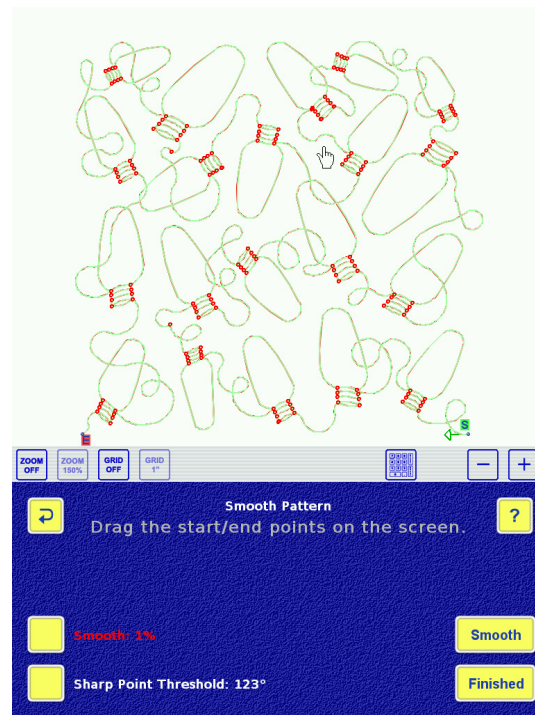 S
E
ZOOM OFF
ZOOM 150%
GRID OFF
GRID 1"
Smooth Pattern
?
Drag the start/end points on the screen.
Smooth: 1%
Smooth
Sharp Point Threshold: 123°
Finished